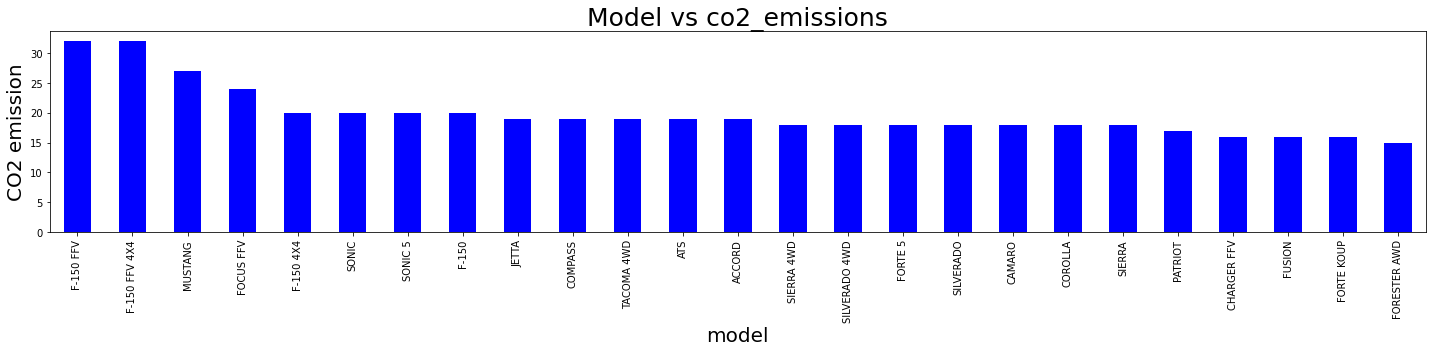 Model vs co2_emissions
CO2 emission
30
25
20
15
10
5
0
F-150 FFV
F-150 FFV 4X4
MUSTANG
FOCUS FFV
F-150 4X4
SONIC
SONIC 5
F-150
JETTA
COMPASS
TACOMA 4WD
ATS
ACCORD
SIERRA 4WD
SILVERADO 4WD
FORTE 5
SILVERADO
CAMARO
COROLLA
SIERRA
PATRIOT
CHARGER FFV
FUSION
FORTE KOUP
FORESTER AWD
model